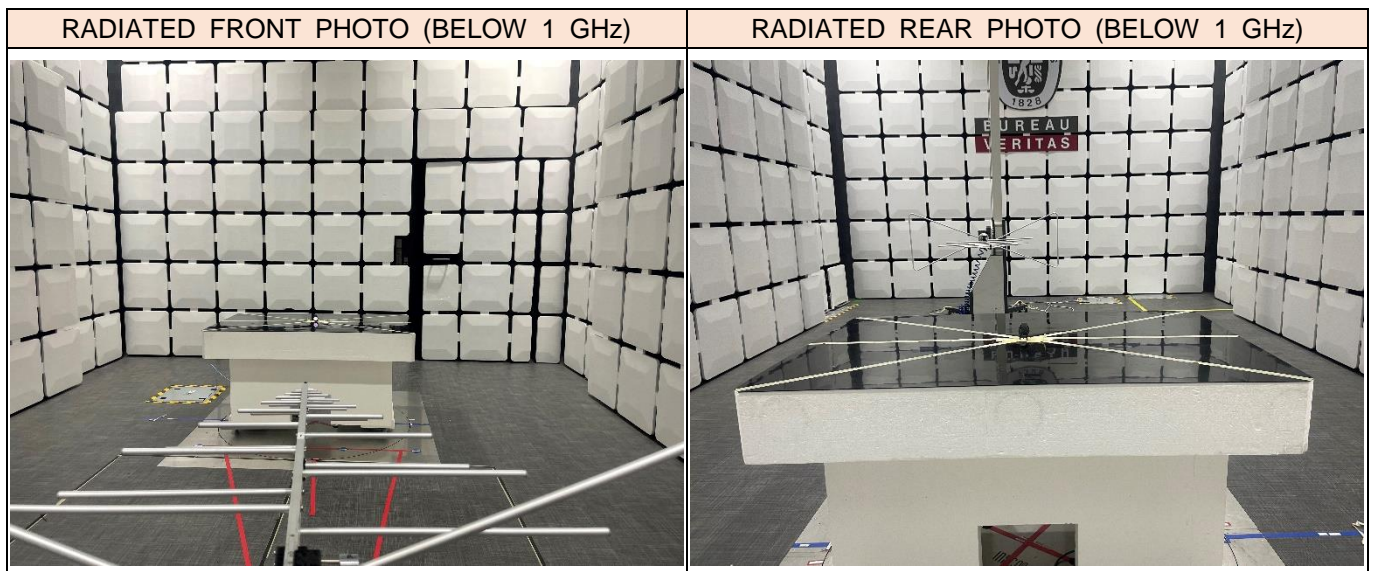 RADIATED FRONT PHOTO (BELOW 1 GHz)
RADIATED REAR PHOTO (BELOW 1 GHz)
1828
BUREAU
VERITAS